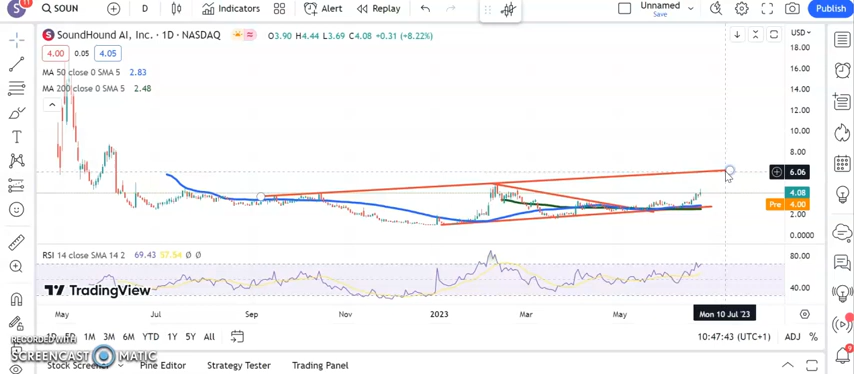 S 11 SOUN D Indicators Alert Replay Unnamed Save Publish
SoundHound AI, Inc. · 1D · NASDAQ O3.90 H4.44 L3.69 C4.08 +0.31 (+8.22%) USD
4.00 0.05 4.05
MA 50 close 0 SMA 5 2.83
MA 200 close 0 SMA 5 2.48
18.00
16.00
14.00
12.00
10.00
8.00
6.06
4.08
Pre 4.00
2.00
0.0000
RSI 14 close SMA 14 2 69.43 57.54 Ø Ø
80.00
40.00
TradingView
May Jul Sep Nov 2023 Mar May Mon 10 Jul '23
1D 5D 1M 3M 6M YTD 1Y 5Y All 10:47:43 (UTC+1) ADJ %
RECORDED WITH
SCREENCAST MATIC
Stock Screener Pine Editor Strategy Tester Trading Panel
9